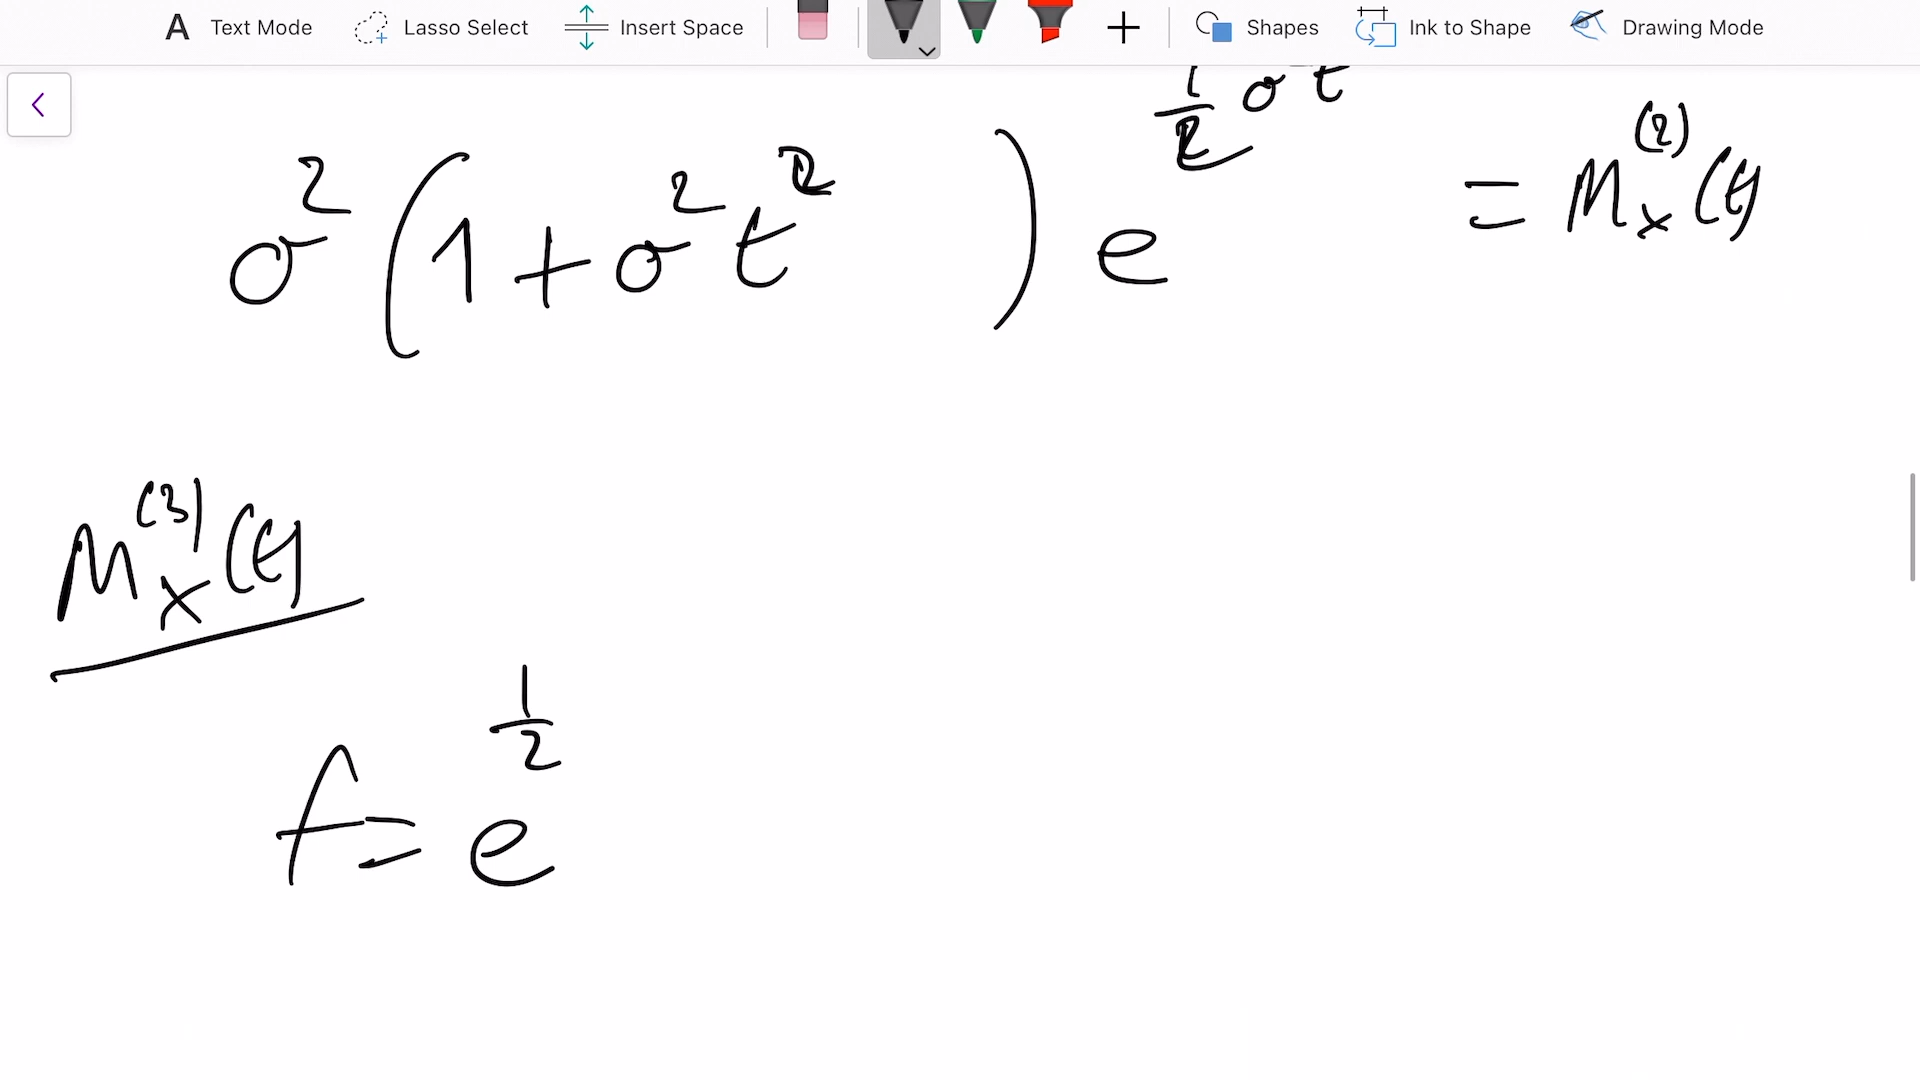 Text Mode Lasso Select Insert Space Shapes Ink to Shape Drawing Mode
σ²(1+σ²t²) e^{1/2 σ t} = M_X^{(2)}(t)
M_X^{(3)}(t)
f = e^{1/2}